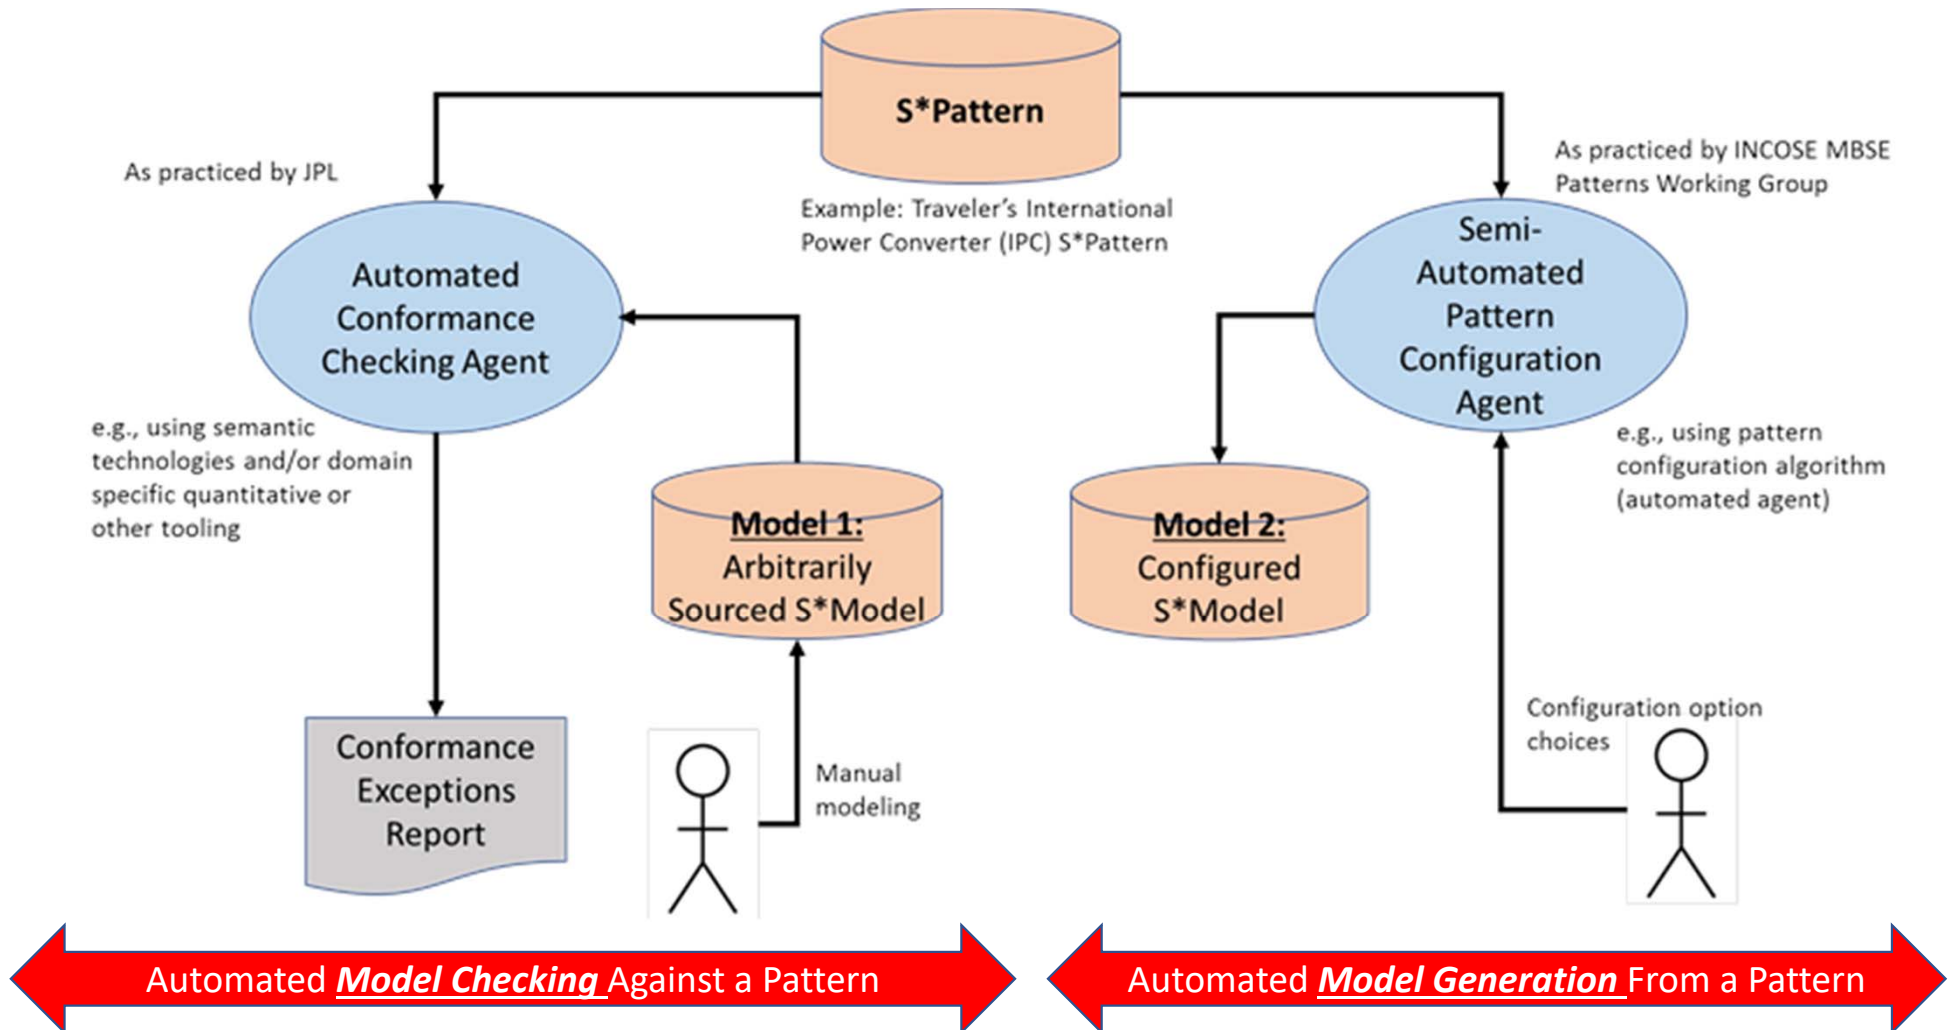 S*Pattern
As practiced by JPL
As practiced by INCOSE MBSE
Patterns Working Group
Example: Traveler's International
Power Converter (IPC) S*Pattern
Automated
Conformance
Checking Agent
Semi-
Automated
Pattern
Configuration
Agent
e.g., using semantic
technologies and/or domain
specific quantitative or
other tooling
e.g., using pattern
configuration algorithm
(automated agent)
Model 1:
Arbitrarily
Sourced S*Model
Model 2:
Configured
S*Model
Conformance
Exceptions
Report
Manual
modeling
Configuration option
choices
Automated Model Checking Against a Pattern
Automated Model Generation From a Pattern